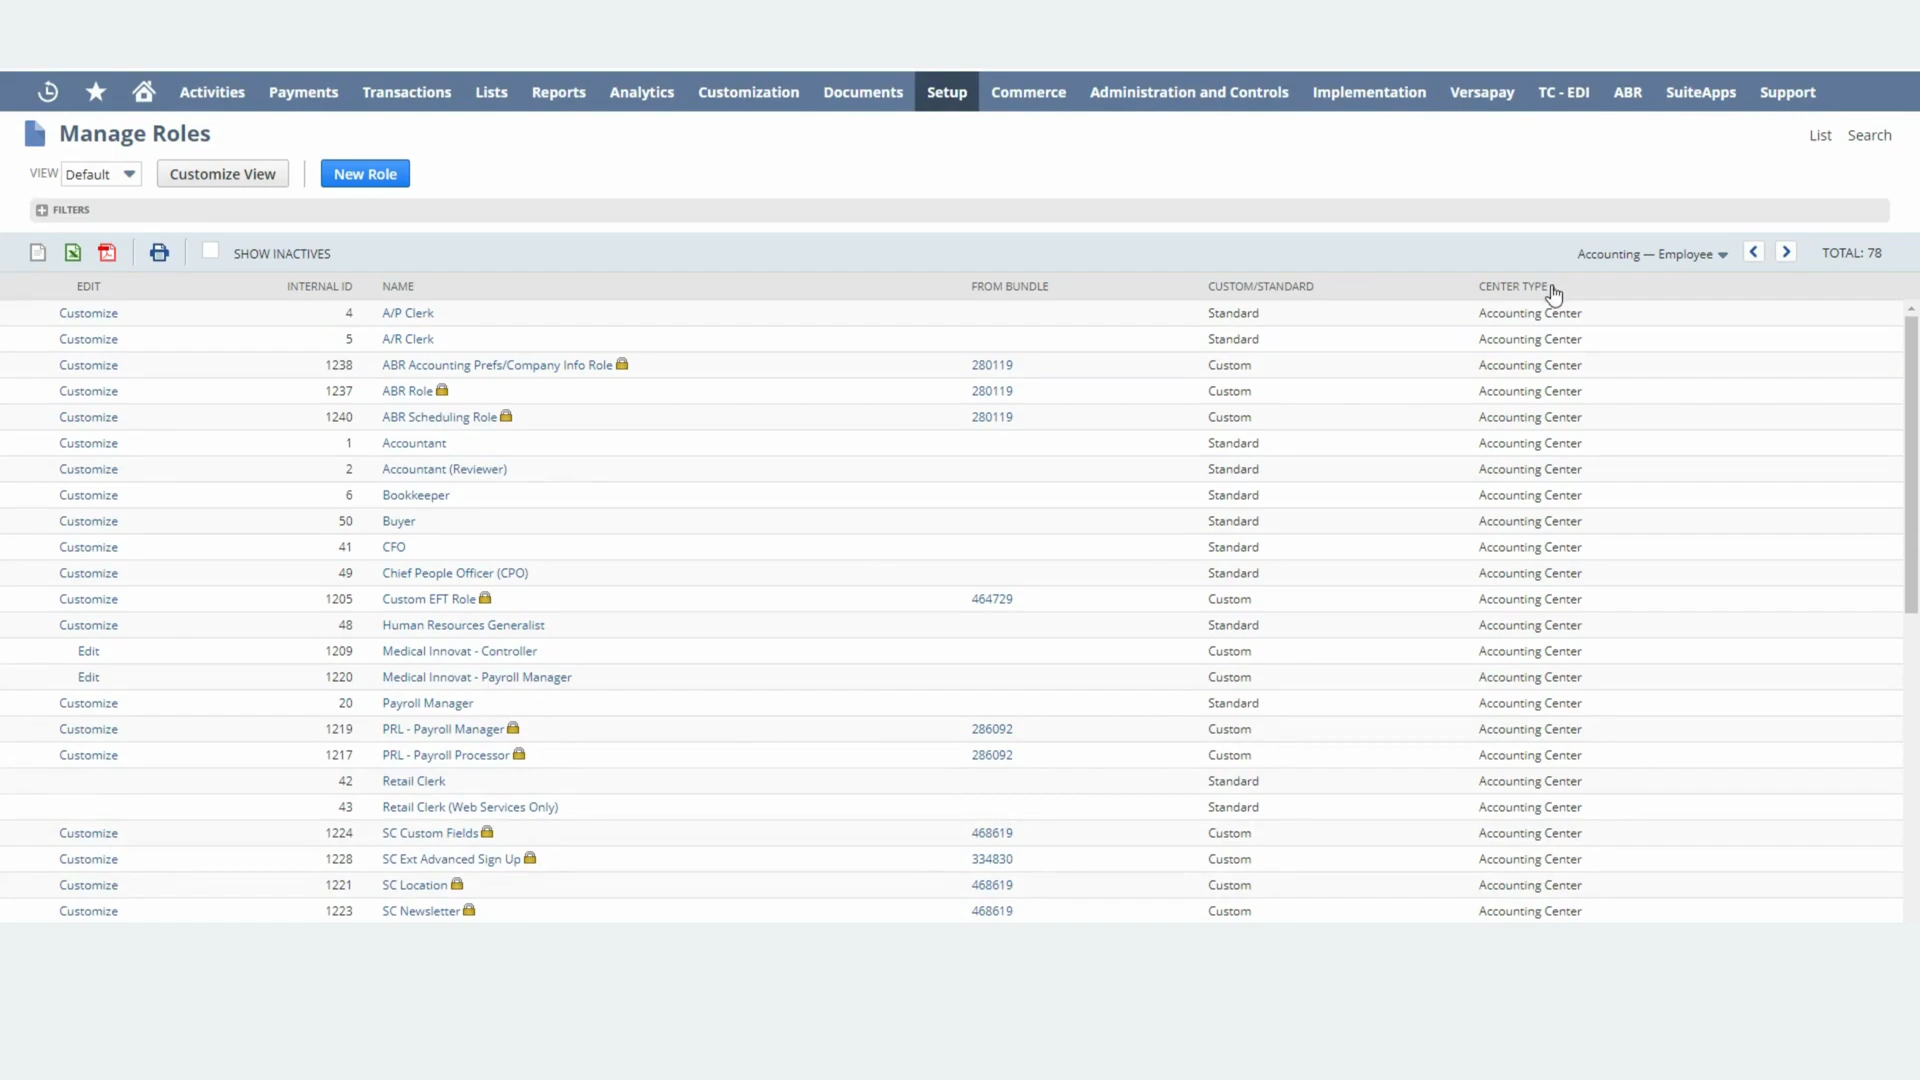 Activities Payments Transactions Lists Reports Analytics Customization Documents Setup Commerce Administration and Controls Implementation Versapay TC - EDI ABR SuiteApps Support
Manage Roles List Search
VIEW Default Customize View New Role
FILTERS
SHOW INACTIVES Accounting — Employee TOTAL: 78
EDIT INTERNAL ID NAME FROM BUNDLE CUSTOM/STANDARD CENTER TYPE
Customize 4 A/P Clerk Standard Accounting Center
Customize 5 A/R Clerk Standard Accounting Center
Customize 1238 ABR Accounting Prefs/Company Info Role 280119 Custom Accounting Center
Customize 1237 ABR Role 280119 Custom Accounting Center
Customize 1240 ABR Scheduling Role 280119 Custom Accounting Center
Customize 1 Accountant Standard Accounting Center
Customize 2 Accountant (Reviewer) Standard Accounting Center
Customize 6 Bookkeeper Standard Accounting Center
Customize 50 Buyer Standard Accounting Center
Customize 41 CFO Standard Accounting Center
Customize 49 Chief People Officer (CPO) Standard Accounting Center
Customize 1205 Custom EFT Role 464729 Custom Accounting Center
Customize 48 Human Resources Generalist Standard Accounting Center
Edit 1209 Medical Innovat - Controller Custom Accounting Center
Edit 1220 Medical Innovat - Payroll Manager Custom Accounting Center
Customize 20 Payroll Manager Standard Accounting Center
Customize 1219 PRL - Payroll Manager 286092 Custom Accounting Center
Customize 1217 PRL - Payroll Processor 286092 Custom Accounting Center
42 Retail Clerk Standard Accounting Center
43 Retail Clerk (Web Services Only) Standard Accounting Center
Customize 1224 SC Custom Fields 468619 Custom Accounting Center
Customize 1228 SC Ext Advanced Sign Up 334830 Custom Accounting Center
Customize 1221 SC Location 468619 Custom Accounting Center
Customize 1223 SC Newsletter 468619 Custom Accounting Center